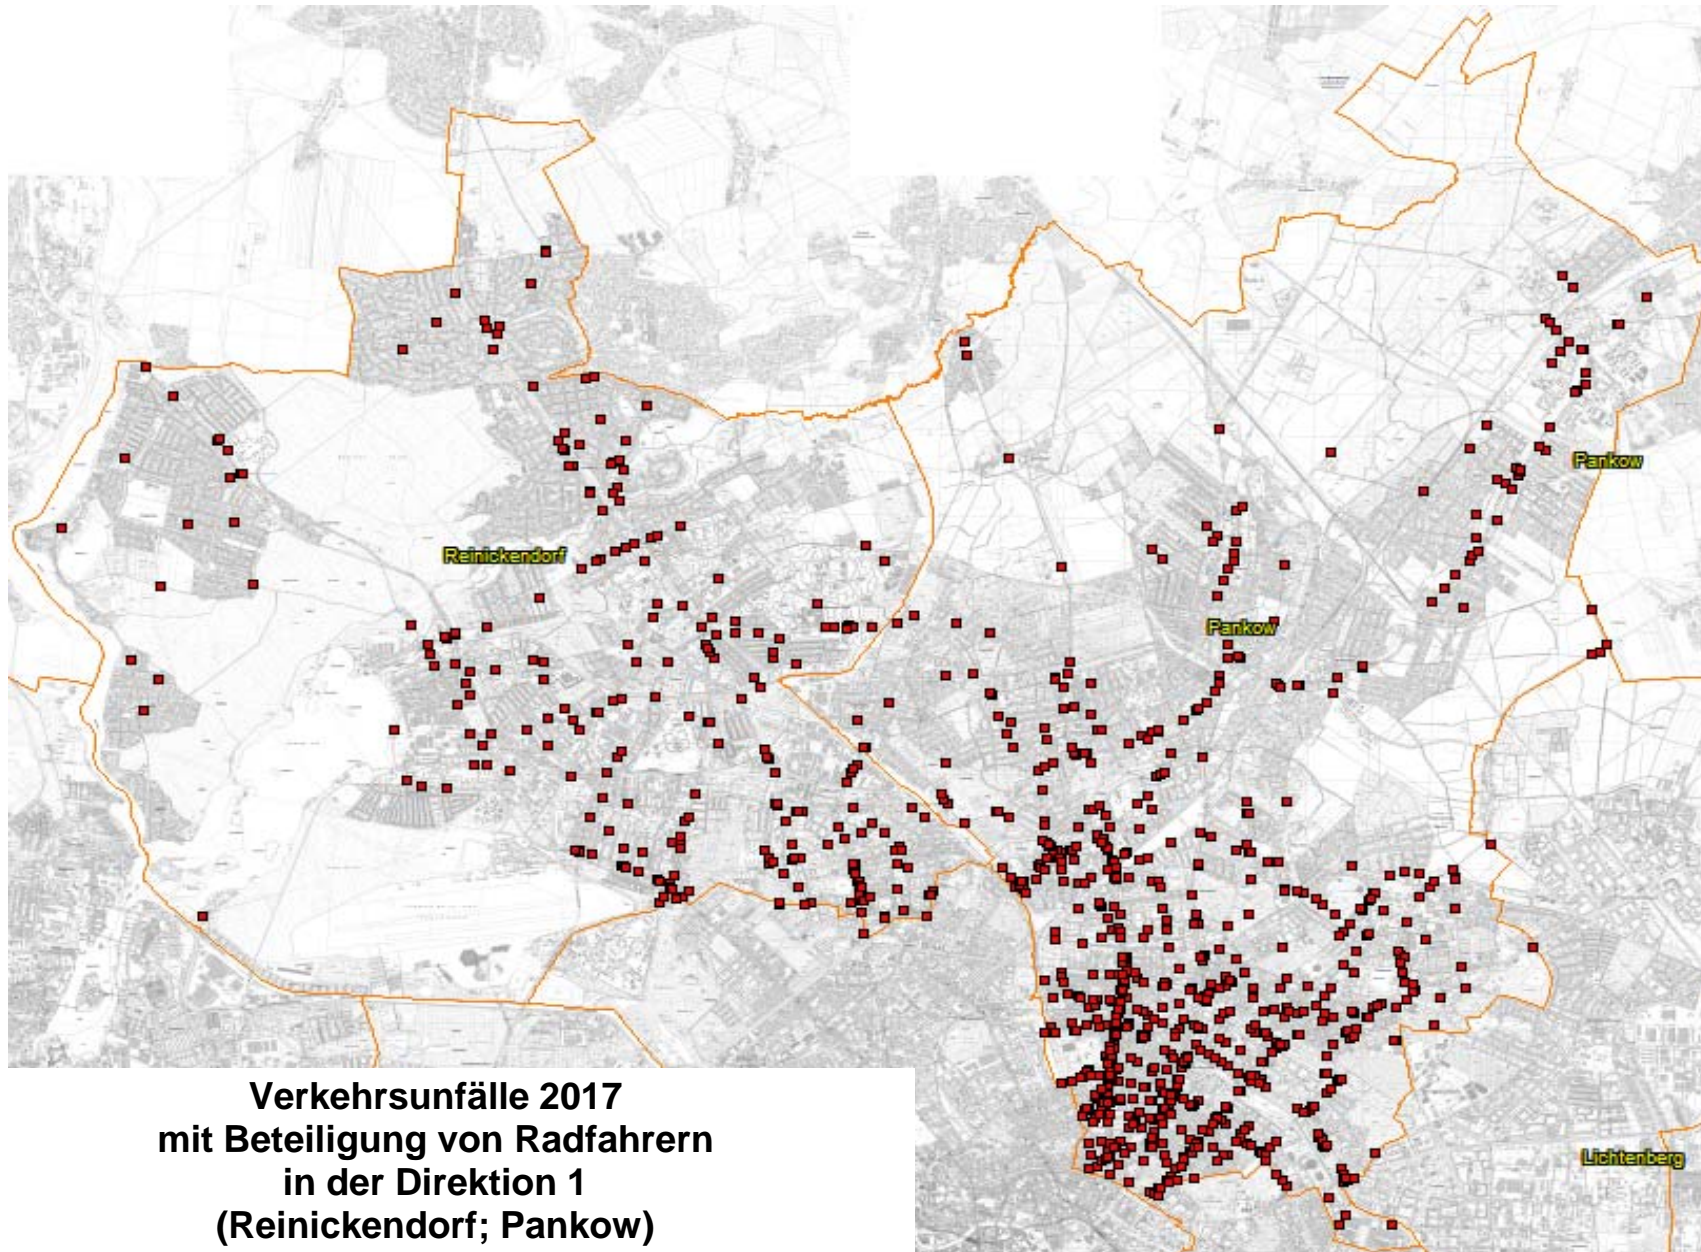 Pankow
Reinickendorf
Pankow
Lichtenberg
Verkehrsunfälle 2017
mit Beteiligung von Radfahrern
in der Direktion 1
(Reinickendorf; Pankow)